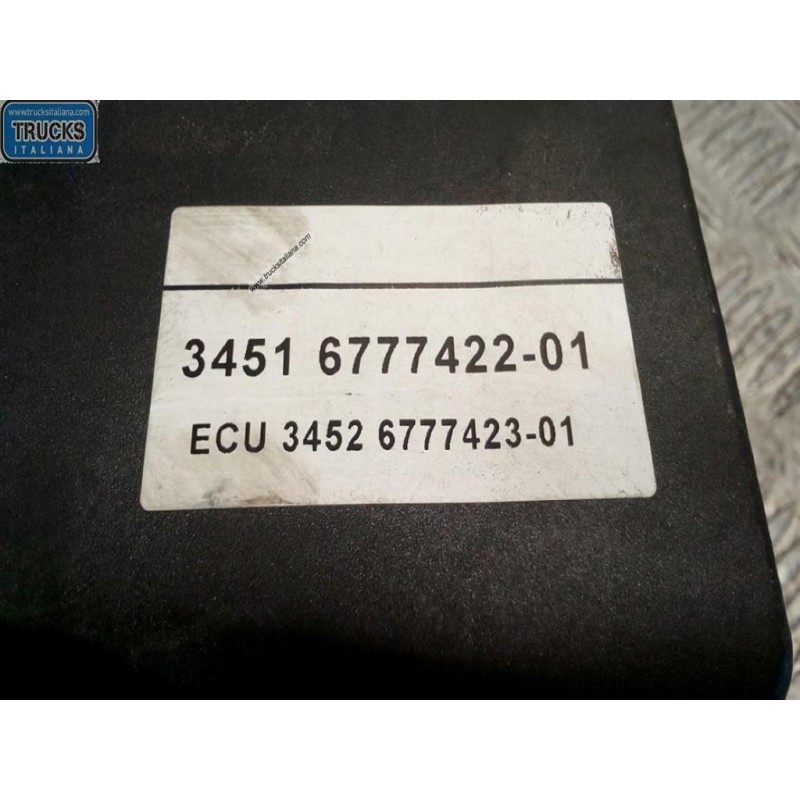 www.trucksitaliana.com
TRUCKS
ITALIANA
www.trucksitaliana.com
3451 6777422-01
ECU 3452 6777423-01